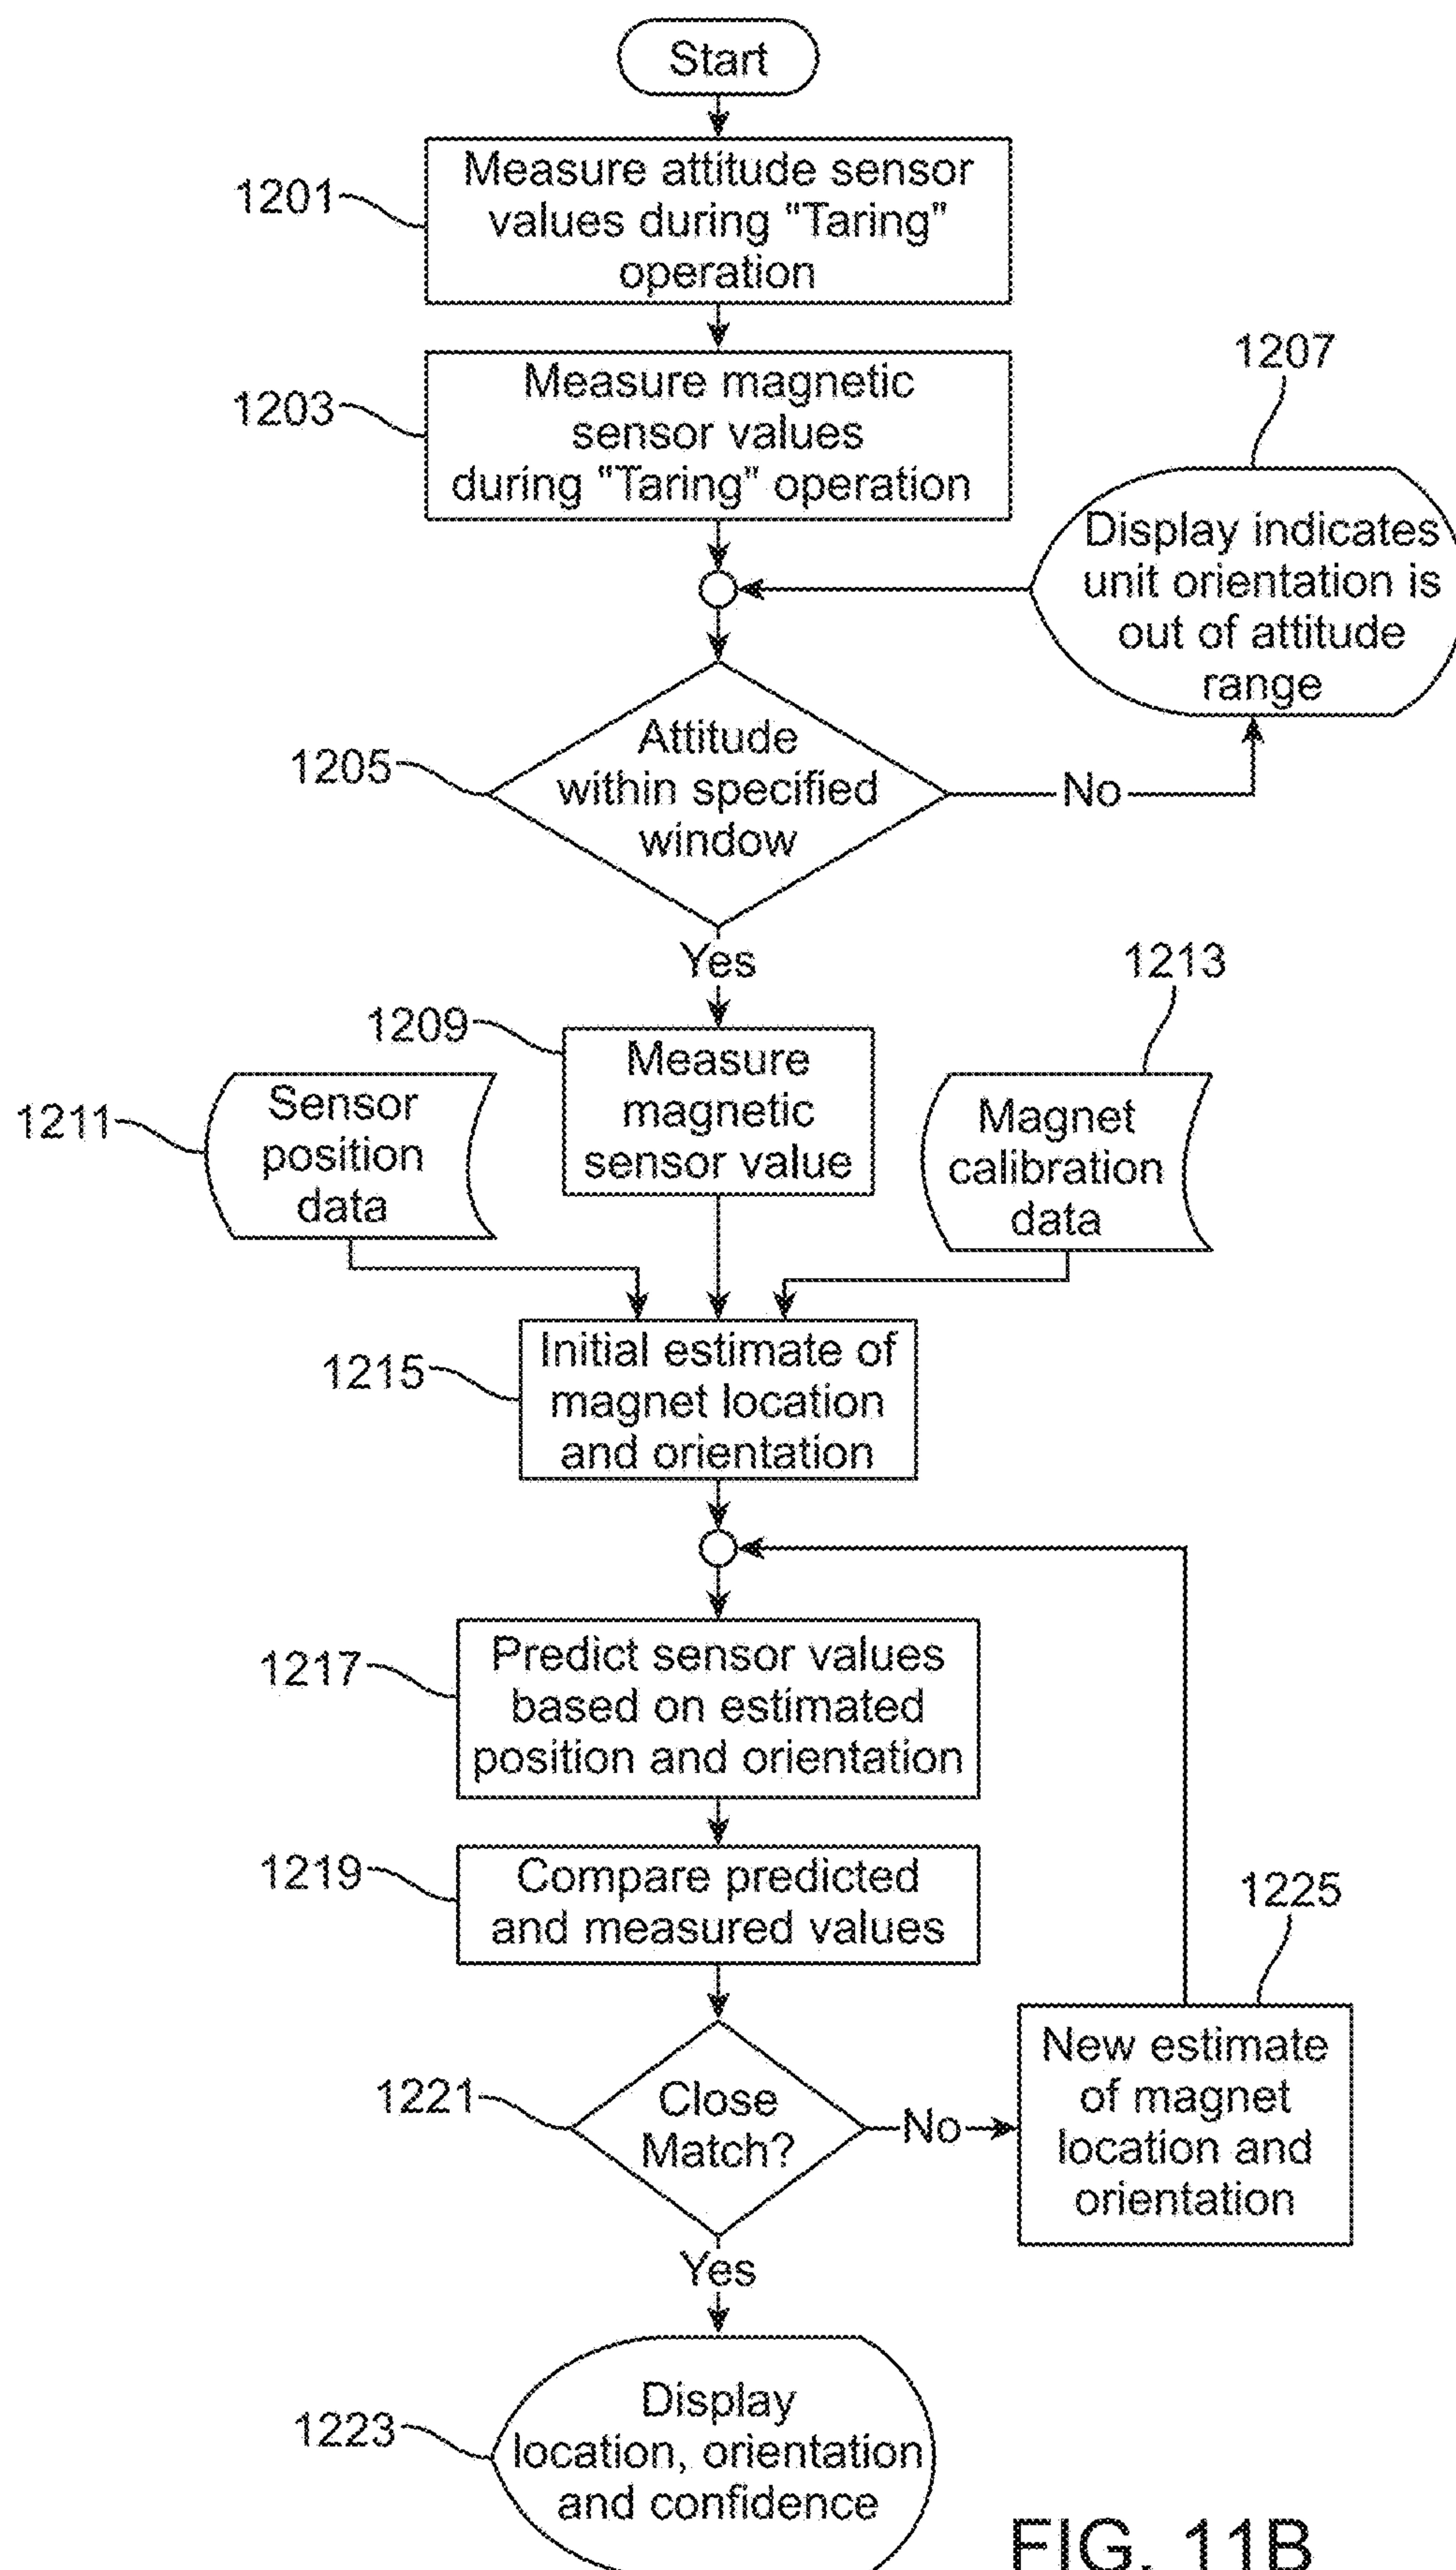 Start
1201
Measure attitude sensor
values during "Taring"
operation
1203
Measure magnetic
sensor values
during "Taring" operation
1207
Display indicates
unit orientation is
out of attitude
range
1205
Attitude
within specified
window
No
Yes
1209
Measure
magnetic
sensor value
1211
Sensor
position
data
1213
Magnet
calibration
data
1215
Initial estimate of
magnet location
and orientation
1217
Predict sensor values
based on estimated
position and orientation
1219
Compare predicted
and measured values
1221
Close
Match?
No
1225
New estimate
of magnet
location and
orientation
Yes
1223
Display
location, orientation
and confidence
FIG. 11B